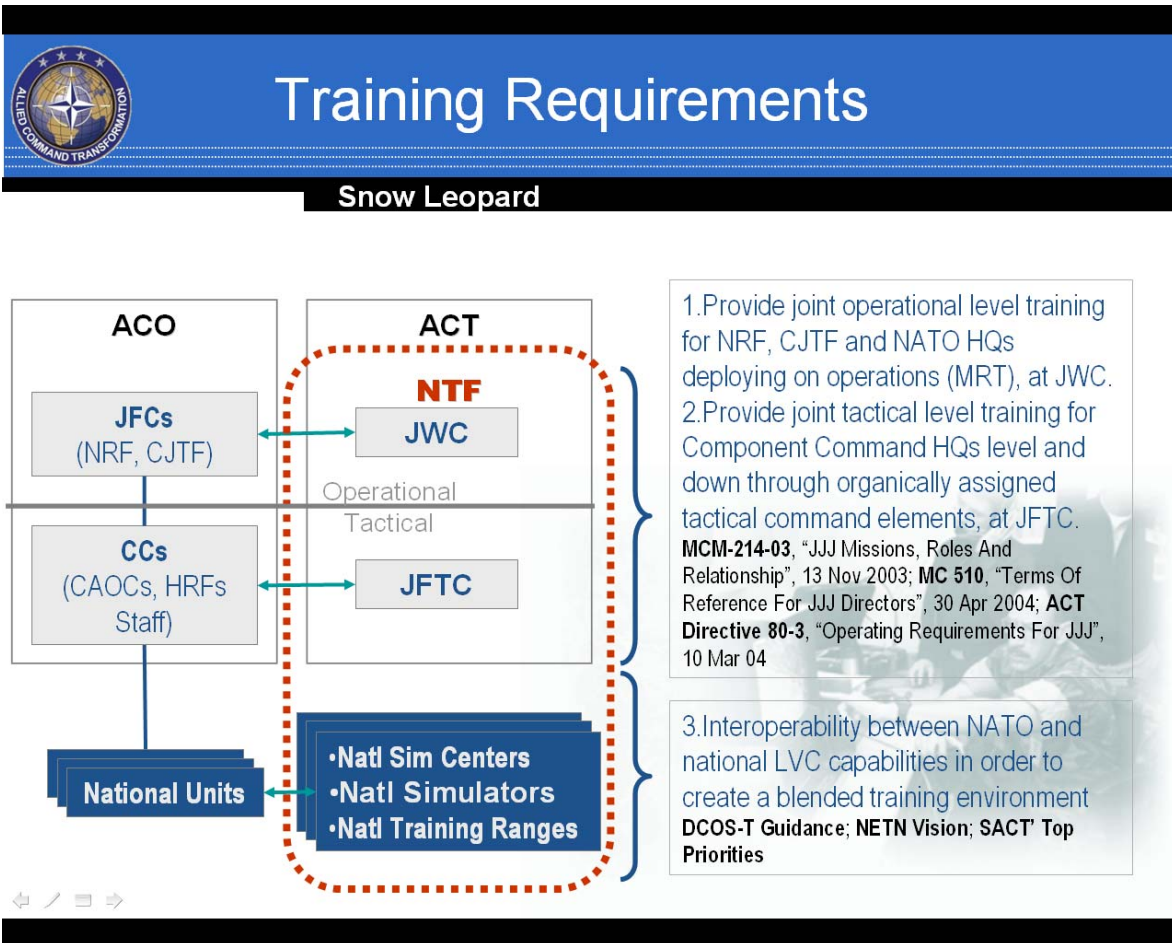 ALLIED COMMAND TRANSFORMATION
Training Requirements
Snow Leopard
ACO
JFCs
(NRF, CJTF)
CCs
(CAOCs, HRFs
Staff)
National Units
ACT
NTF
JWC
Operational
Tactical
JFTC
•Natl Sim Centers
•Natl Simulators
•Natl Training Ranges
1.Provide joint operational level training
for NRF, CJTF and NATO HQs
deploying on operations (MRT), at JWC.
2.Provide joint tactical level training for
Component Command HQs level and
down through organically assigned
tactical command elements, at JFTC.
MCM-214-03, “JJJ Missions, Roles And
Relationship”, 13 Nov 2003; MC 510, “Terms Of
Reference For JJJ Directors”, 30 Apr 2004; ACT
Directive 80-3, “Operating Requirements For JJJ”,
10 Mar 04
3.Interoperability between NATO and
national LVC capabilities in order to
create a blended training environment
DCOS-T Guidance; NETN Vision; SACT’ Top
Priorities